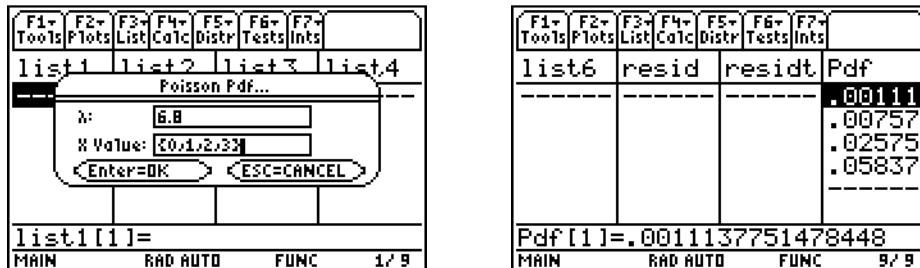 F1▾ F2▾ F3▾ F4▾ F5▾ F6▾ F7▾
Tools Plots List Calc Distr Tests Ints
list1 list2 list3 list4
Poisson Pdf...
λ: 6.8
X Value: {0,1,2,3}
Enter=OK ESC=CANCEL
list1[1]=
MAIN RAD AUTO FUNC 1/9
F1▾ F2▾ F3▾ F4▾ F5▾ F6▾ F7▾
Tools Plots List Calc Distr Tests Ints
list6 resid residt Pdf
------ ------ ------ .00111
.00757
.02575
.05837
------
Pdf[1]=.00111377514784​48
MAIN RAD AUTO FUNC 9/9